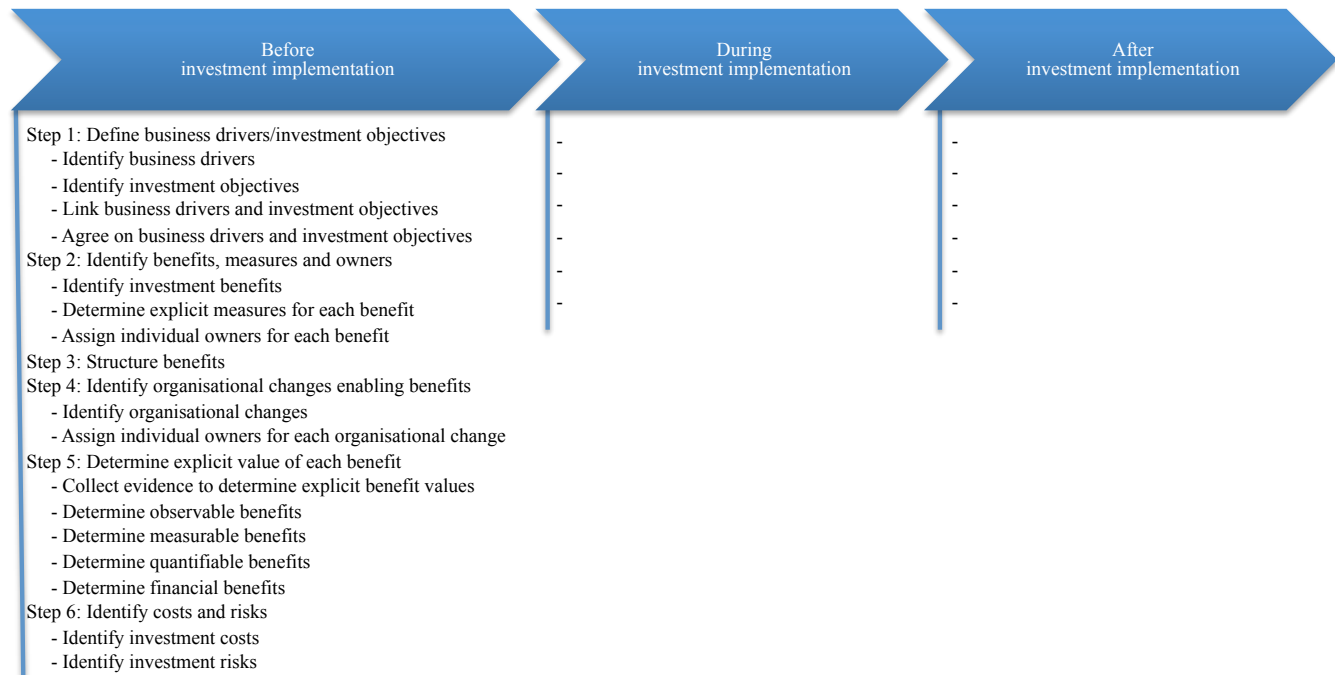 Before
investment implementation
During
investment implementation
After
investment implementation
Step 1: Define business drivers/investment objectives
- Identify business drivers
- Identify investment objectives
- Link business drivers and investment objectives
- Agree on business drivers and investment objectives
Step 2: Identify benefits, measures and owners
- Identify investment benefits
- Determine explicit measures for each benefit
- Assign individual owners for each benefit
Step 3: Structure benefits
Step 4: Identify organisational changes enabling benefits
- Identify organisational changes
- Assign individual owners for each organisational change
Step 5: Determine explicit value of each benefit
- Collect evidence to determine explicit benefit values
- Determine observable benefits
- Determine measurable benefits
- Determine quantifiable benefits
- Determine financial benefits
Step 6: Identify costs and risks
- Identify investment costs
- Identify investment risks
-
-
-
-
-
-
-
-
-
-
-
-